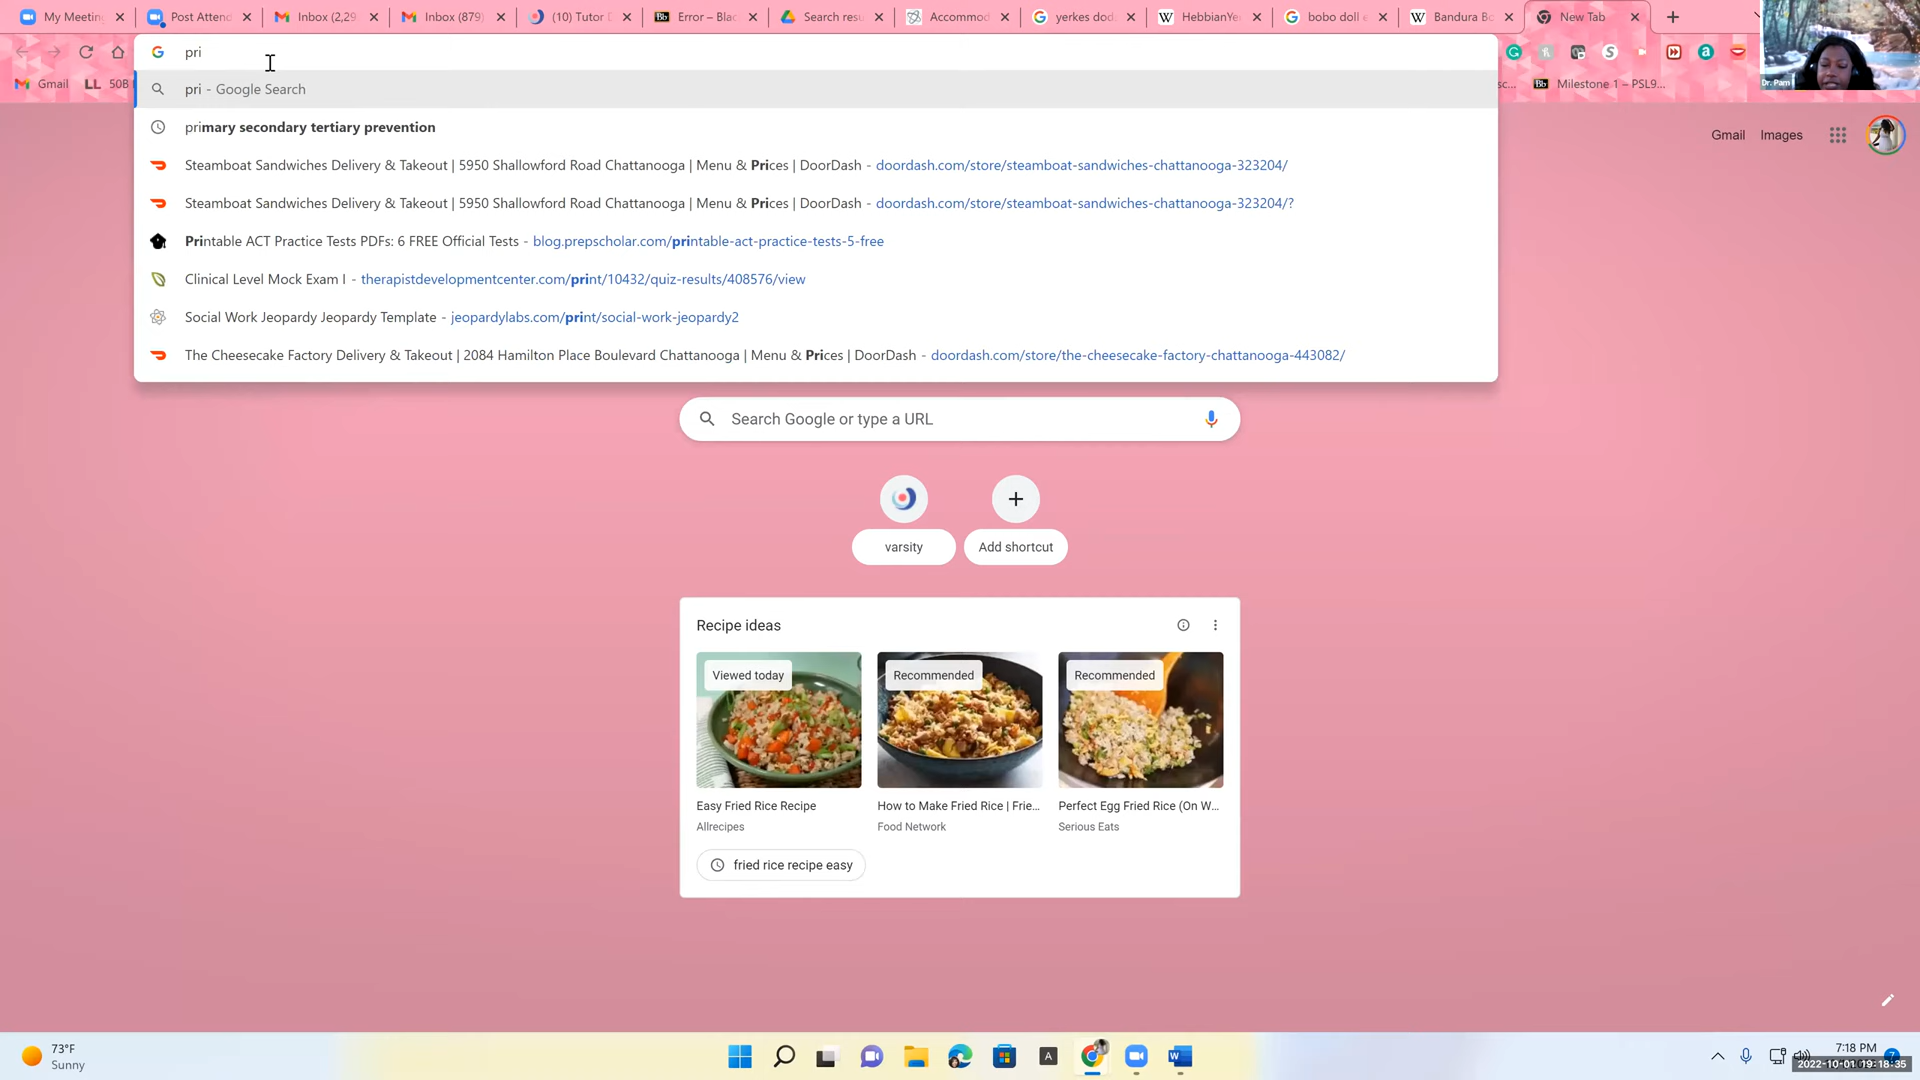 My Meeting
Post Attend
Inbox (2,29
Inbox (879)
(10) Tutor D
Error – Blac
Search resu
Accommod
yerkes dod
HebbianYer
bobo doll e
Bandura Bo
New Tab
pri
Gmail
LL 50B
Milestone 1 – PSL9...
Dr. Pam
pri - Google Search
primary secondary tertiary prevention
Steamboat Sandwiches Delivery & Takeout | 5950 Shallowford Road Chattanooga | Menu & Prices | DoorDash - doordash.com/store/steamboat-sandwiches-chattanooga-323204/
Steamboat Sandwiches Delivery & Takeout | 5950 Shallowford Road Chattanooga | Menu & Prices | DoorDash - doordash.com/store/steamboat-sandwiches-chattanooga-323204/?
Printable ACT Practice Tests PDFs: 6 FREE Official Tests - blog.prepscholar.com/printable-act-practice-tests-5-free
Clinical Level Mock Exam I - therapistdevelopmentcenter.com/print/10432/quiz-results/408576/view
Social Work Jeopardy Jeopardy Template - jeopardylabs.com/print/social-work-jeopardy2
The Cheesecake Factory Delivery & Takeout | 2084 Hamilton Place Boulevard Chattanooga | Menu & Prices | DoorDash - doordash.com/store/the-cheesecake-factory-chattanooga-443082/
Gmail Images
Search Google or type a URL
varsity
Add shortcut
Recipe ideas
Viewed today
Recommended
Recommended
Easy Fried Rice Recipe
How to Make Fried Rice | Frie...
Perfect Egg Fried Rice (On W...
Allrecipes
Food Network
Serious Eats
fried rice recipe easy
73°F
Sunny
7:18 PM
2022-10-01 19:18:35